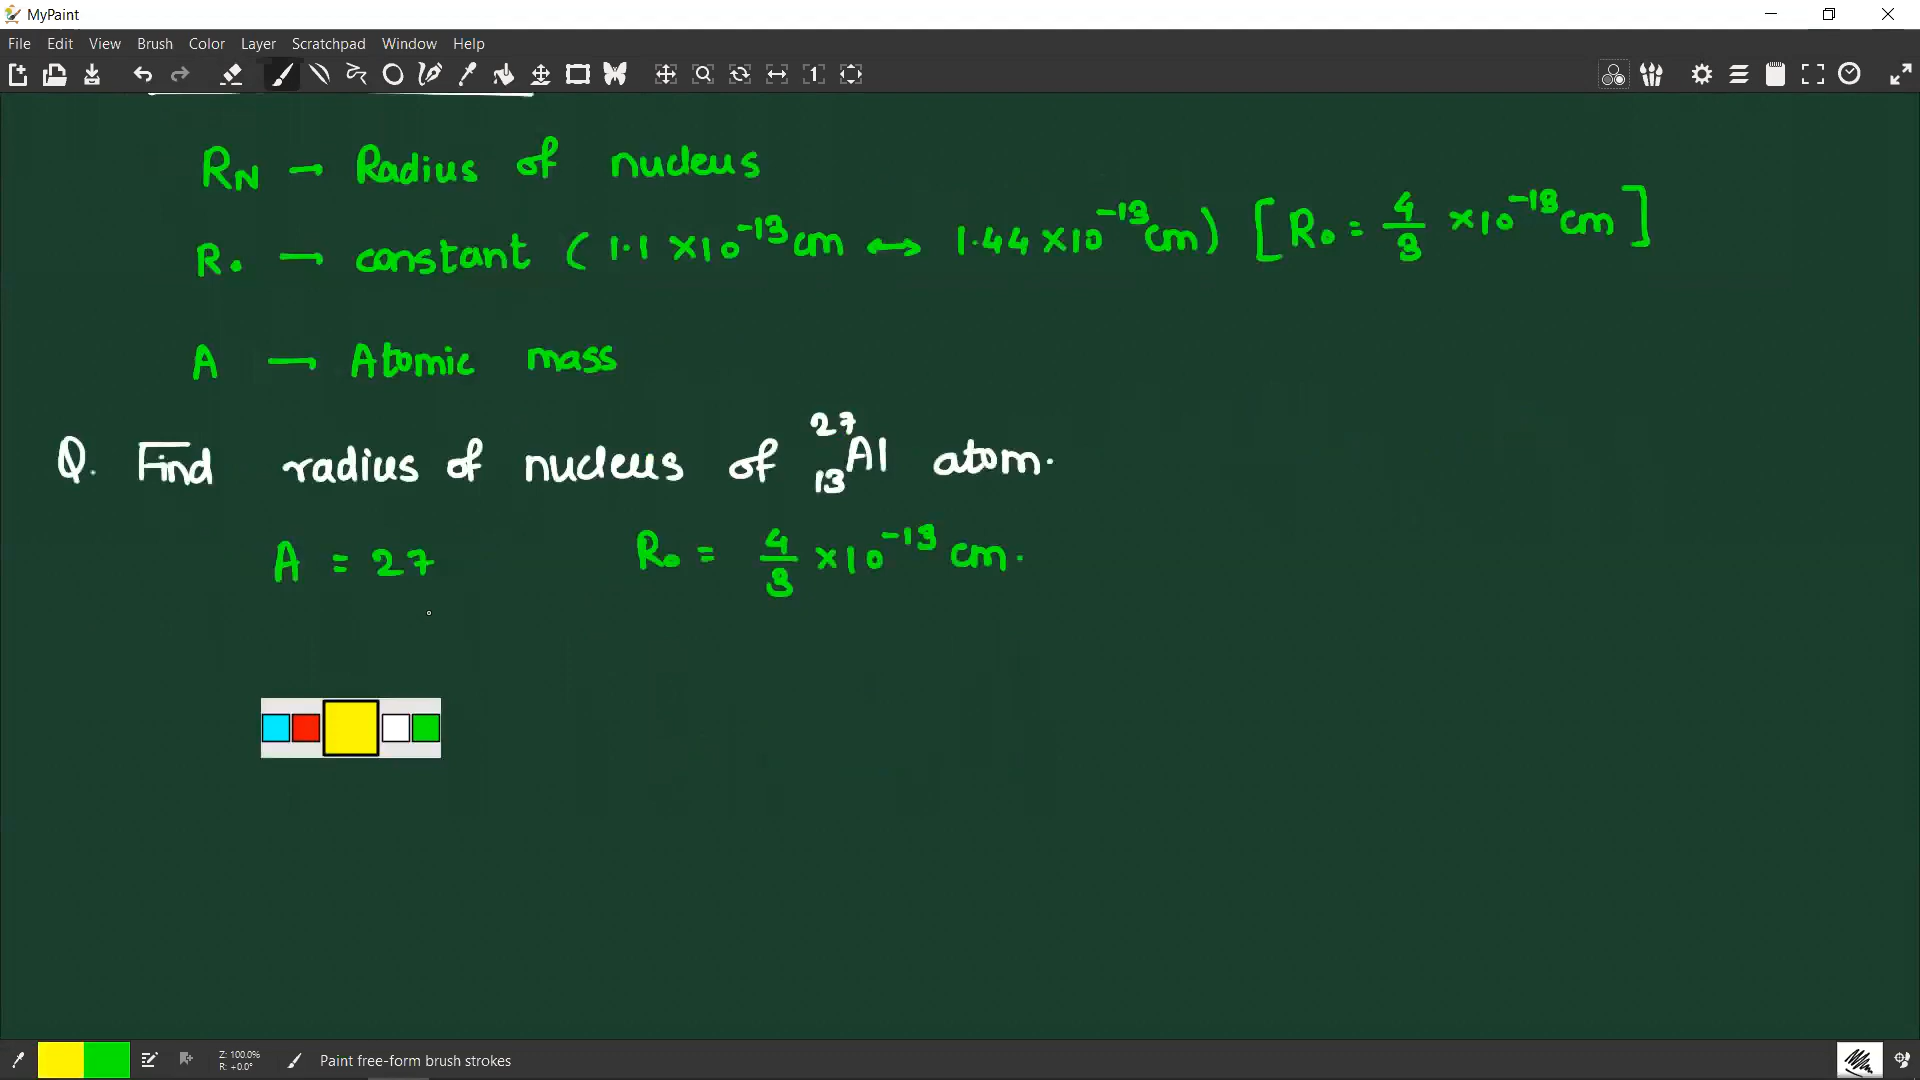 MyPaint
File Edit View Brush Color Layer Scratchpad Window Help
R_N → Radius of nucleus
R₀ → constant (1.1 × 10⁻¹³ cm ↔ 1.44 × 10⁻¹³ cm) [R₀ = 4/3 × 10⁻¹³ cm]
A → Atomic mass
Q. Find radius of nucleus of ²⁷₁₃Al atom.
A = 27 R₀ = 4/3 × 10⁻¹³ cm.
Z: 100.0%
R: +0.0°
Paint free-form brush strokes